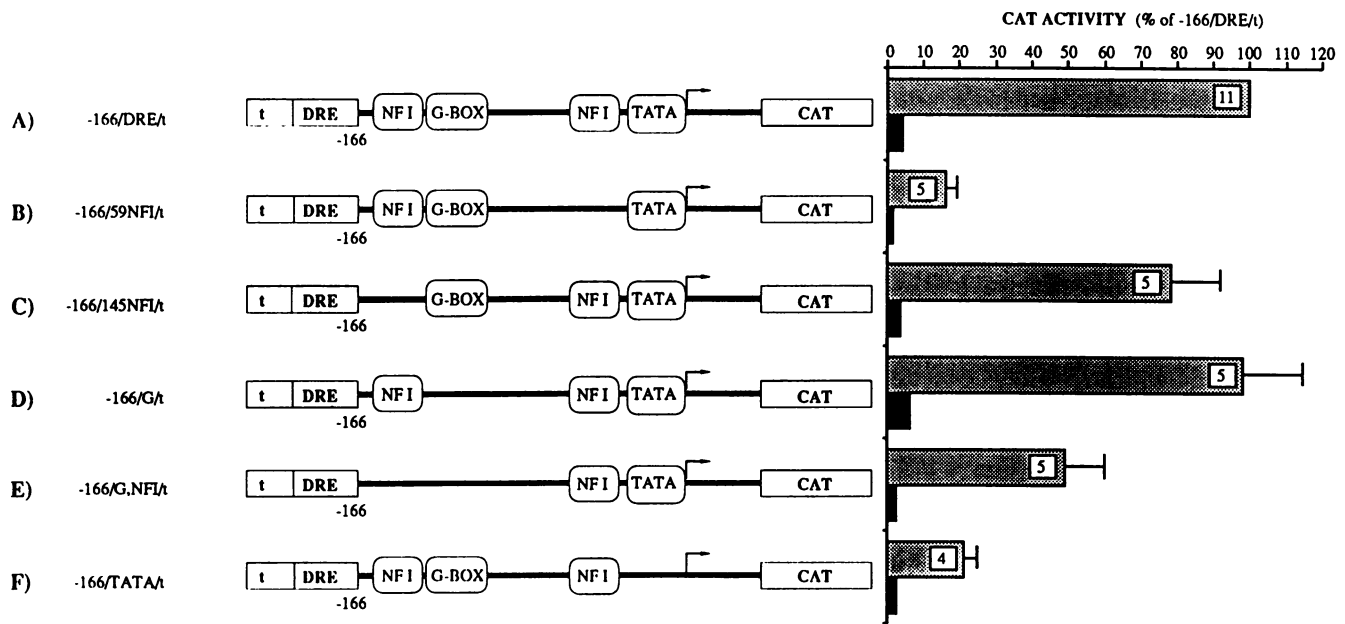 CAT ACTIVITY (% of -166/DRE/t)
0 10 20 30 40 50 60 70 80 90 100 110 120
A) -166/DRE/t t DRE NFI G-BOX NFI TATA CAT 11
-166
B) -166/59NFI/t t DRE NFI G-BOX TATA CAT 5
-166
C) -166/145NFI/t t DRE G-BOX NFI TATA CAT 5
-166
D) -166/G/t t DRE NFI NFI TATA CAT 5
-166
E) -166/G,NFI/t t DRE NFI TATA CAT 5
-166
F) -166/TATA/t t DRE NFI G-BOX NFI CAT 4
-166